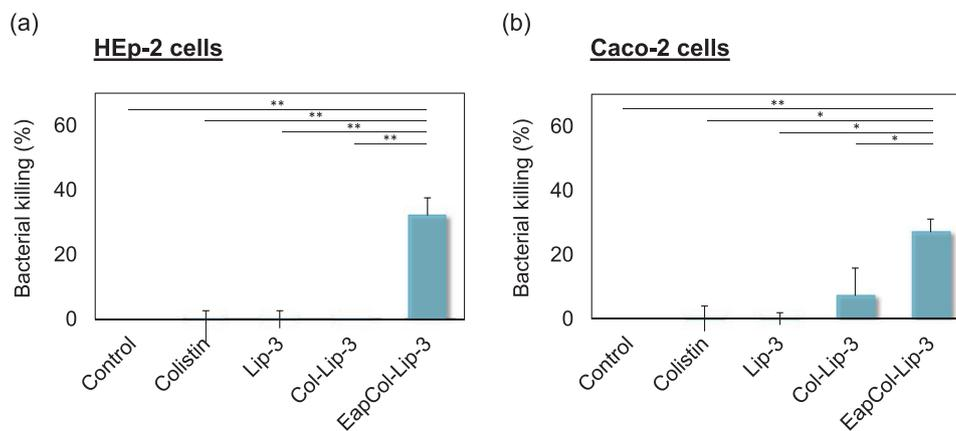 (a)
HEp-2 cells
Bacterial killing (%)
60
40
20
0
**
**
**
**
Control
Colistin
Lip-3
Col-Lip-3
EapCol-Lip-3
(b)
Caco-2 cells
Bacterial killing (%)
60
40
20
0
**
*
*
*
Control
Colistin
Lip-3
Col-Lip-3
EapCol-Lip-3